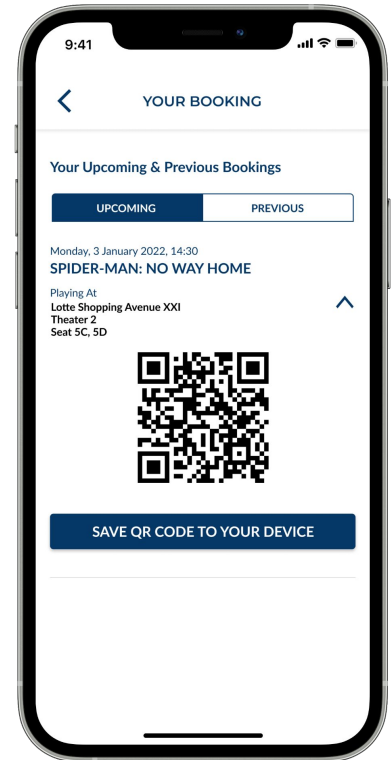 9:41
YOUR BOOKING
Your Upcoming & Previous Bookings
UPCOMING
PREVIOUS
Monday, 3 January 2022, 14:30
SPIDER-MAN: NO WAY HOME
Playing At
Lotte Shopping Avenue XXI
Theater 2
Seat 5C, 5D
SAVE QR CODE TO YOUR DEVICE